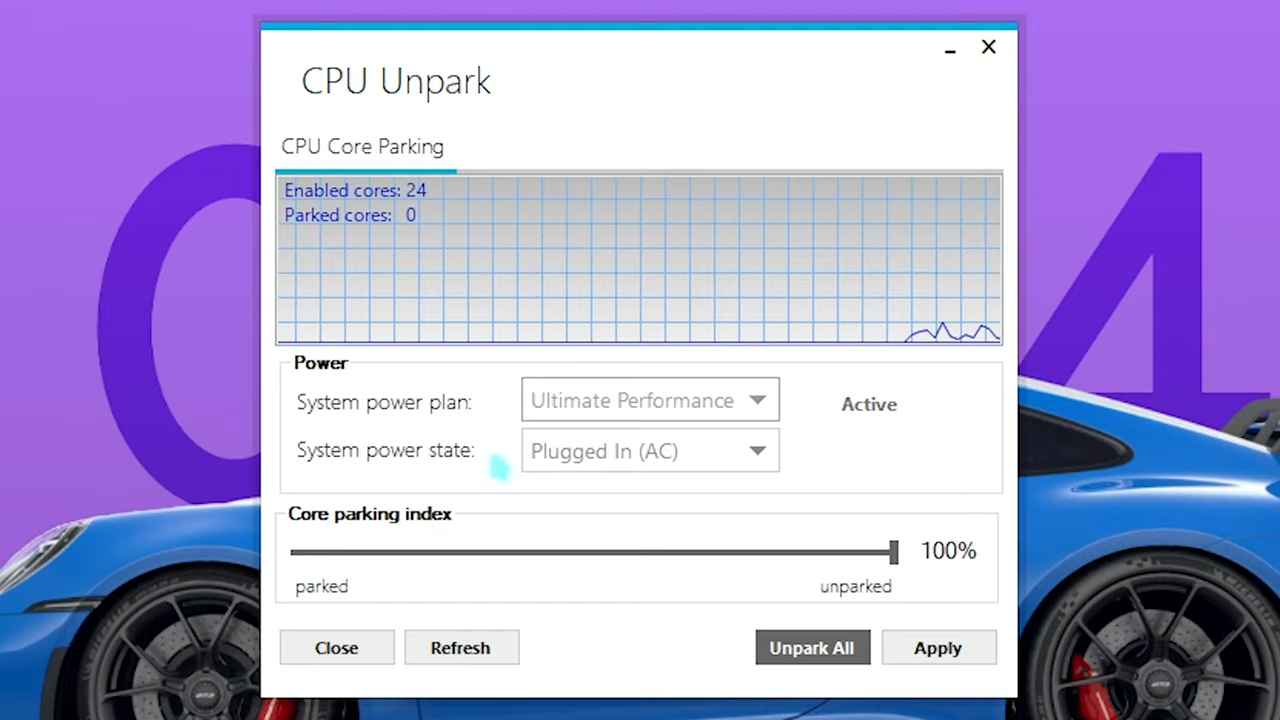 CPU Unpark
CPU Core Parking
Enabled cores: 24
Parked cores: 0
Power
System power plan: Ultimate Performance Active
System power state: Plugged In (AC)
Core parking index
100%
parked unparked
Close Refresh Unpark All Apply
04